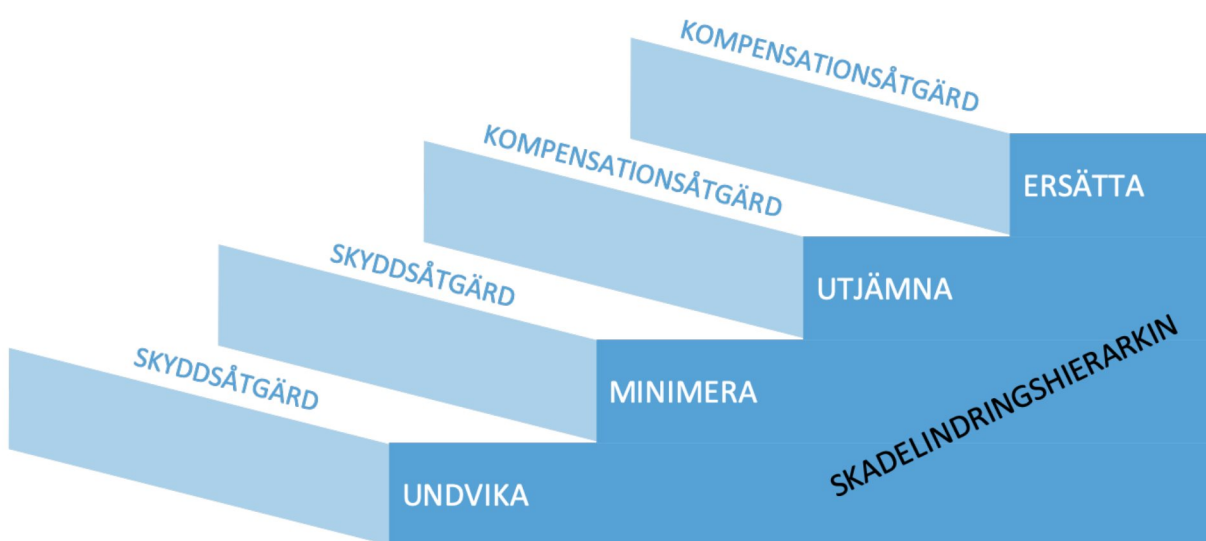 KOMPENSATIONSÅTGÄRD
ERSÄTTA
KOMPENSATIONSÅTGÄRD
UTJÄMNA
SKYDDSÅTGÄRD
MINIMERA
SKYDDSÅTGÄRD
UNDVIKA
SKADELINDRINGSHIERARKIN